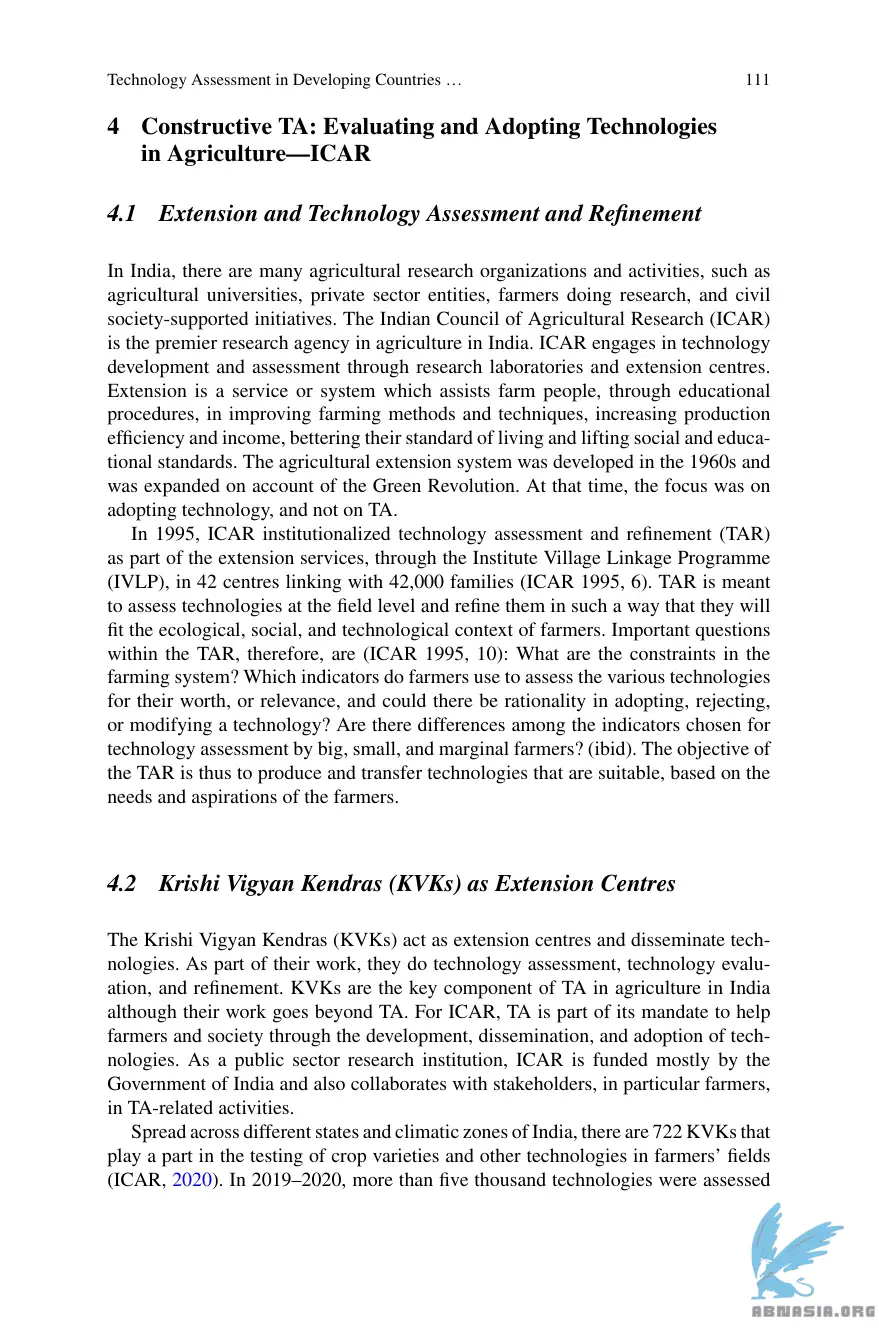 Technology Assessment in Developing Countries … 111
4 Constructive TA: Evaluating and Adopting Technologies
in Agriculture—ICAR
4.1 Extension and Technology Assessment and Refinement
In India, there are many agricultural research organizations and activities, such as
agricultural universities, private sector entities, farmers doing research, and civil
society-supported initiatives. The Indian Council of Agricultural Research (ICAR)
is the premier research agency in agriculture in India. ICAR engages in technology
development and assessment through research laboratories and extension centres.
Extension is a service or system which assists farm people, through educational
procedures, in improving farming methods and techniques, increasing production
efficiency and income, bettering their standard of living and lifting social and educa-
tional standards. The agricultural extension system was developed in the 1960s and
was expanded on account of the Green Revolution. At that time, the focus was on
adopting technology, and not on TA.
In 1995, ICAR institutionalized technology assessment and refinement (TAR)
as part of the extension services, through the Institute Village Linkage Programme
(IVLP), in 42 centres linking with 42,000 families (ICAR 1995, 6). TAR is meant
to assess technologies at the field level and refine them in such a way that they will
fit the ecological, social, and technological context of farmers. Important questions
within the TAR, therefore, are (ICAR 1995, 10): What are the constraints in the
farming system? Which indicators do farmers use to assess the various technologies
for their worth, or relevance, and could there be rationality in adopting, rejecting,
or modifying a technology? Are there differences among the indicators chosen for
technology assessment by big, small, and marginal farmers? (ibid). The objective of
the TAR is thus to produce and transfer technologies that are suitable, based on the
needs and aspirations of the farmers.
4.2 Krishi Vigyan Kendras (KVKs) as Extension Centres
The Krishi Vigyan Kendras (KVKs) act as extension centres and disseminate tech-
nologies. As part of their work, they do technology assessment, technology evalu-
ation, and refinement. KVKs are the key component of TA in agriculture in India
although their work goes beyond TA. For ICAR, TA is part of its mandate to help
farmers and society through the development, dissemination, and adoption of tech-
nologies. As a public sector research institution, ICAR is funded mostly by the
Government of India and also collaborates with stakeholders, in particular farmers,
in TA-related activities.
Spread across different states and climatic zones of India, there are 722 KVKs that
play a part in the testing of crop varieties and other technologies in farmers’ fields
(ICAR, 2020). In 2019–2020, more than five thousand technologies were assessed
ABNASIA.ORG